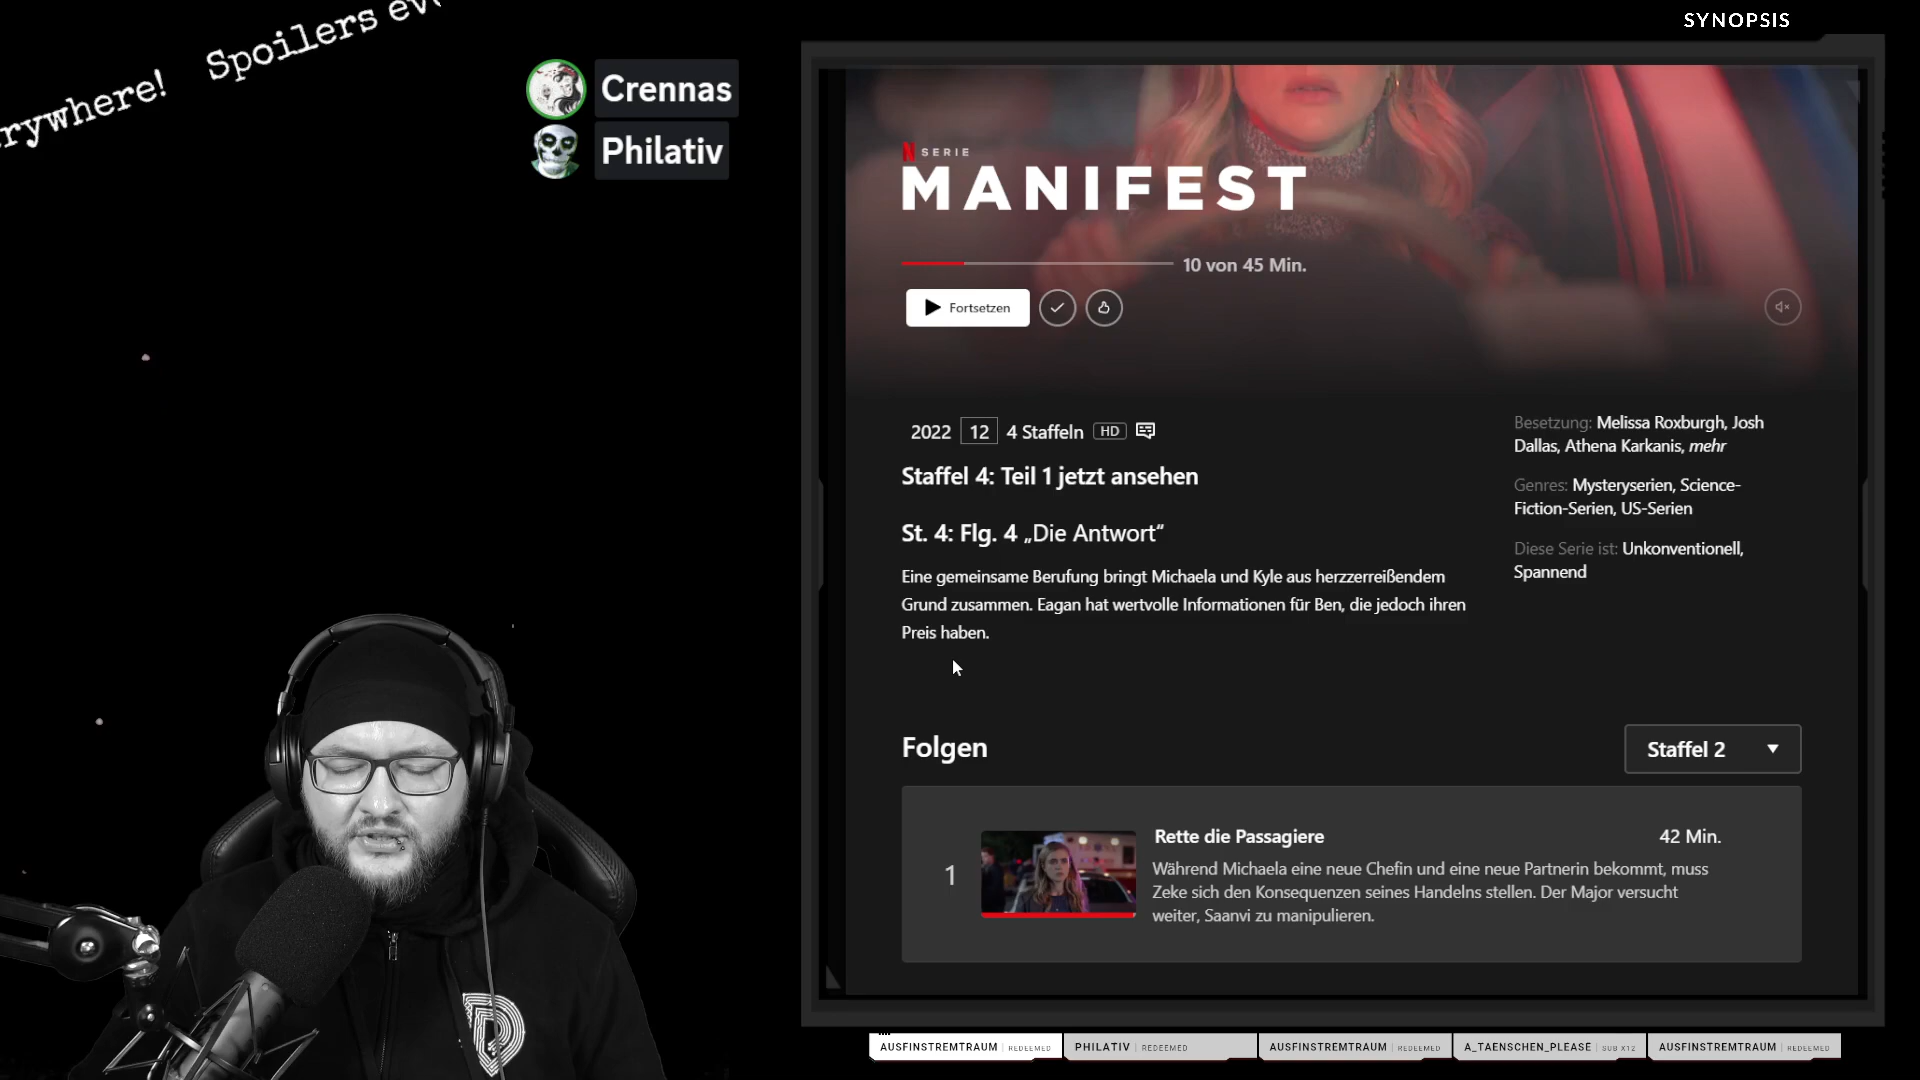 SYNOPSIS
rywhere! Spoilers ev
Crennas
Philativ
N SERIE
MANIFEST
10 von 45 Min.
Fortsetzen
2022 12 4 Staffeln HD
Staffel 4: Teil 1 jetzt ansehen
St. 4: Flg. 4 „Die Antwort“
Eine gemeinsame Berufung bringt Michaela und Kyle aus herzzerreißendem
Grund zusammen. Eagan hat wertvolle Informationen für Ben, die jedoch ihren
Preis haben.
Besetzung: Melissa Roxburgh, Josh
Dallas, Athena Karkanis, mehr
Genres: Mysteryserien, Science-
Fiction-Serien, US-Serien
Diese Serie ist: Unkonventionell,
Spannend
Folgen
Staffel 2
1
Rette die Passagiere
42 Min.
Während Michaela eine neue Chefin und eine neue Partnerin bekommt, muss
Zeke sich den Konsequenzen seines Handelns stellen. Der Major versucht
weiter, Saanvi zu manipulieren.
AUSFINSTREMTRAUM REDEEMED
PHILATIV REDEEMED
AUSFINSTREMTRAUM REDEEMED
A_TAENSCHEN_PLEASE SUB X12
AUSFINSTREMTRAUM REDEEMED